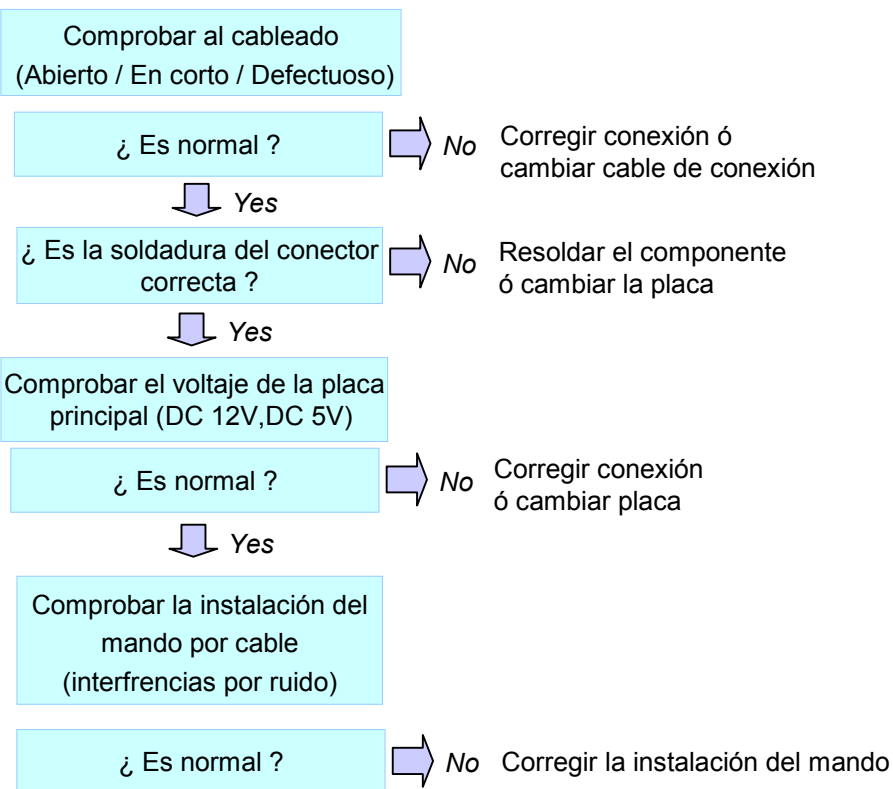 Comprobar al cableado
(Abierto / En corto / Defectuoso)
¿ Es normal ?
No
Corregir conexión ó
cambiar cable de conexión
Yes
¿ Es la soldadura del conector
correcta ?
No
Resoldar el componente
ó cambiar la placa
Yes
Comprobar el voltaje de la placa
principal (DC 12V,DC 5V)
¿ Es normal ?
No
Corregir conexión
ó cambiar placa
Yes
Comprobar la instalación del
mando por cable
(interfrencias por ruido)
¿ Es normal ?
No
Corregir la instalación del mando